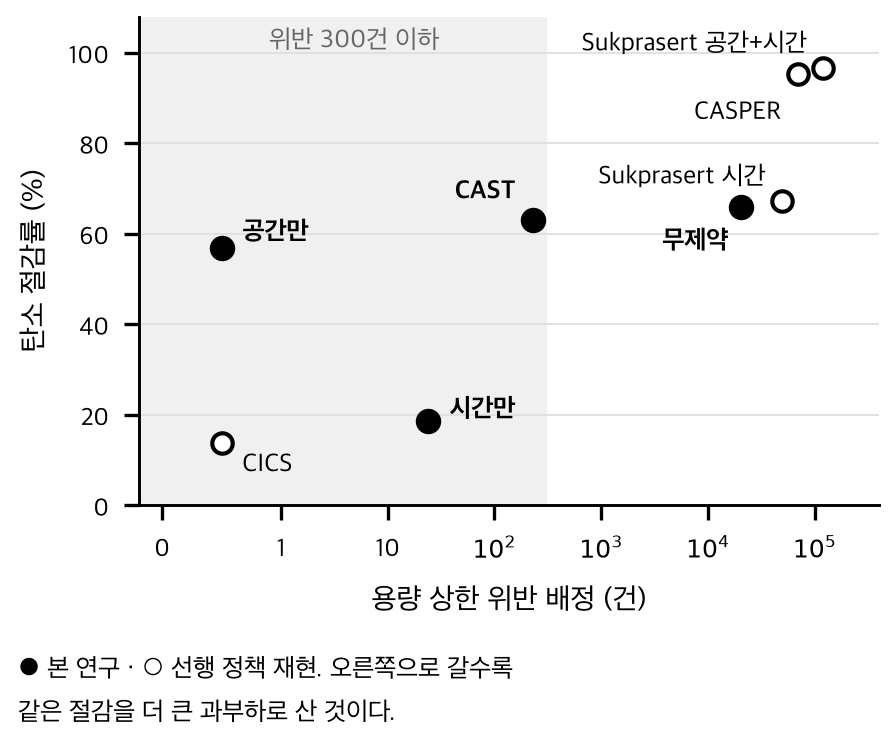 위반 300건 이하
Sukprasert 공간+시간
CASPER
Sukprasert 시간
CAST
공간만
무제약
시간만
CICS
탄소 절감률 (%)
100
80
60
40
20
0
0 1 10 10² 10³ 10⁴ 10⁵
용량 상한 위반 배정 (건)
● 본 연구 · ○ 선행 정책 재현. 오른쪽으로 갈수록
같은 절감을 더 큰 과부하로 산 것이다.